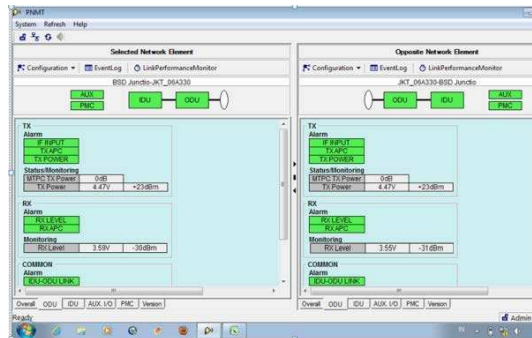 PNMT
System Refresh Help
Selected Network Element
Configuration EventLog LinkPerformanceMonitor
BSD Junctio-JKT_06A330
AUX
PMC
IDU ODU
TX
Alarm
IF INPUT
TX APC
TX POWER
Status/Monitoring
MTPC TX Power 0dB
TX Power 4.47V +23dBm
RX
Alarm
RX LEVEL
RX APC
Monitoring
RX Level 3.59V -30dBm
COMMON
Alarm
IDU-ODU LINK
Overall ODU IDU AUX. I/O PMC Version
Opposite Network Element
Configuration EventLog LinkPerformanceMonitor
JKT_06A330-BSD Junctio
ODU IDU
AUX
PMC
TX
Alarm
IF INPUT
TX APC
TX POWER
Status/Monitoring
MTPC TX Power 0dB
TX Power 4.47V +23dBm
RX
Alarm
RX LEVEL
RX APC
Monitoring
RX Level 3.55V -31dBm
COMMON
Alarm
IDU-ODU LINK
Overall ODU IDU AUX. I/O PMC Version
Ready
Admin